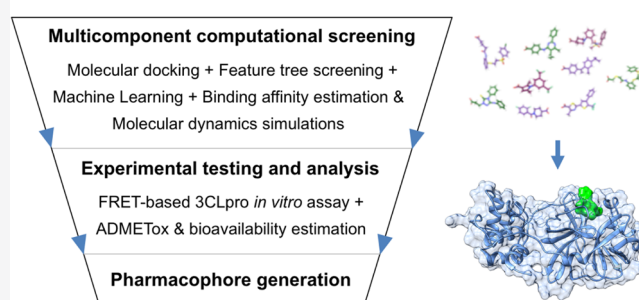 Multicomponent computational screening
Molecular docking + Feature tree screening +
Machine Learning + Binding affinity estimation &
Molecular dynamics simulations
Experimental testing and analysis
FRET-based 3CLpro in vitro assay +
ADMETox & bioavailability estimation
Pharmacophore generation